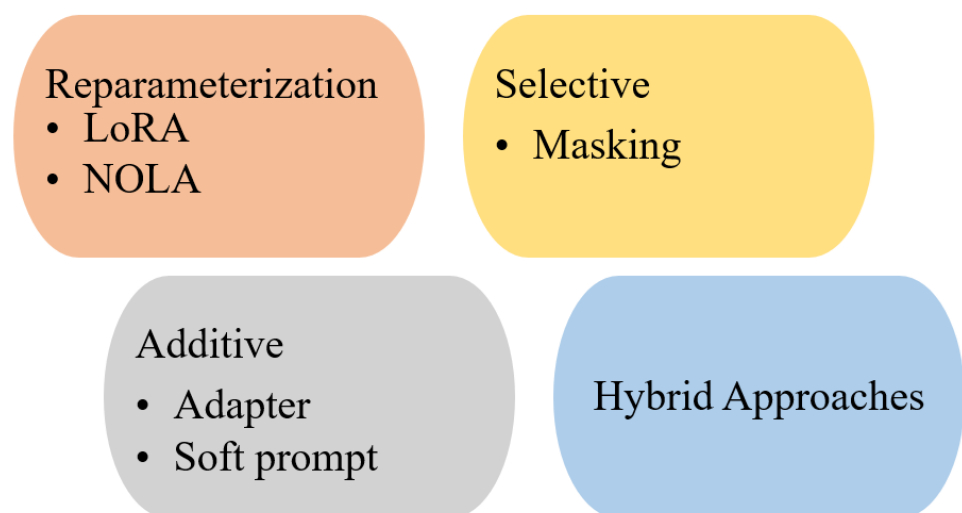 Reparameterization
• LoRA
• NOLA
Selective
• Masking
Additive
• Adapter
• Soft prompt
Hybrid Approaches